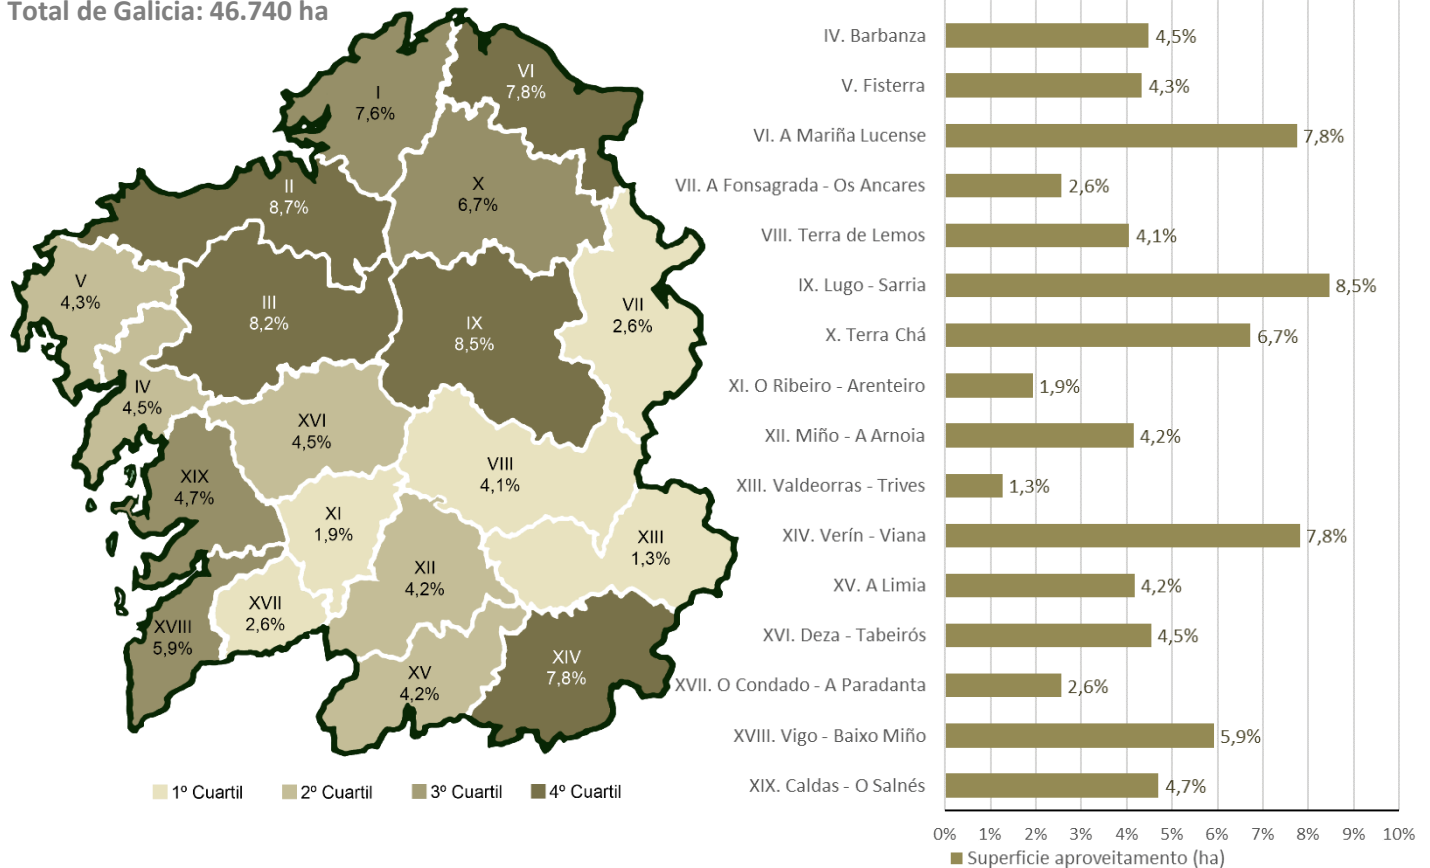 Total de Galicia: 46.740 ha
I
7,6%
VI
7,8%
II
8,7%
X
6,7%
V
4,3%
III
8,2%
IX
8,5%
VII
2,6%
IV
4,5%
XVI
4,5%
VIII
4,1%
XIX
4,7%
XI
1,9%
XIII
1,3%
XII
4,2%
XVII
2,6%
XVIII
5,9%
XV
4,2%
XIV
7,8%
1º Cuartil
2º Cuartil
3º Cuartil
4º Cuartil
IV. Barbanza 4,5%
V. Fisterra 4,3%
VI. A Mariña Lucense 7,8%
VII. A Fonsagrada - Os Ancares 2,6%
VIII. Terra de Lemos 4,1%
IX. Lugo - Sarria 8,5%
X. Terra Chá 6,7%
XI. O Ribeiro - Arenteiro 1,9%
XII. Miño - A Arnoia 4,2%
XIII. Valdeorras - Trives 1,3%
XIV. Verín - Viana 7,8%
XV. A Limia 4,2%
XVI. Deza - Tabeirós 4,5%
XVII. O Condado - A Paradanta 2,6%
XVIII. Vigo - Baixo Miño 5,9%
XIX. Caldas - O Salnés 4,7%
0% 1% 2% 3% 4% 5% 6% 7% 8% 9% 10%
Superficie aproveitamento (ha)